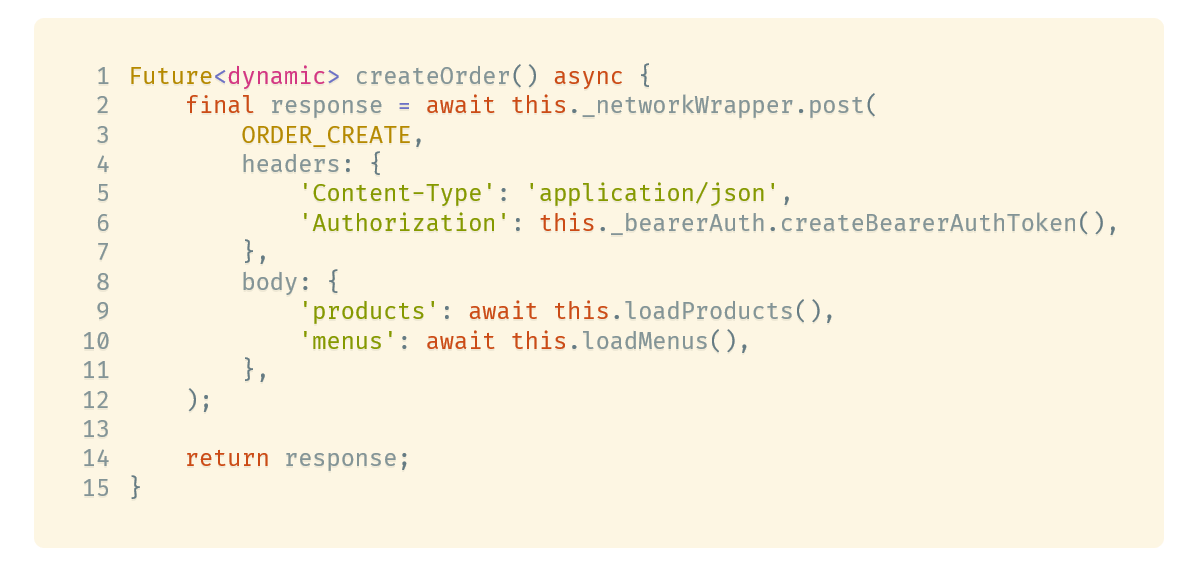 1 Future<dynamic> createOrder() async {
2     final response = await this._networkWrapper.post(
3         ORDER_CREATE,
4         headers: {
5             'Content-Type': 'application/json',
6             'Authorization': this._bearerAuth.createBearerAuthToken(),
7         },
8         body: {
9             'products': await this.loadProducts(),
10             'menus': await this.loadMenus(),
11         },
12     );
13
14     return response;
15 }